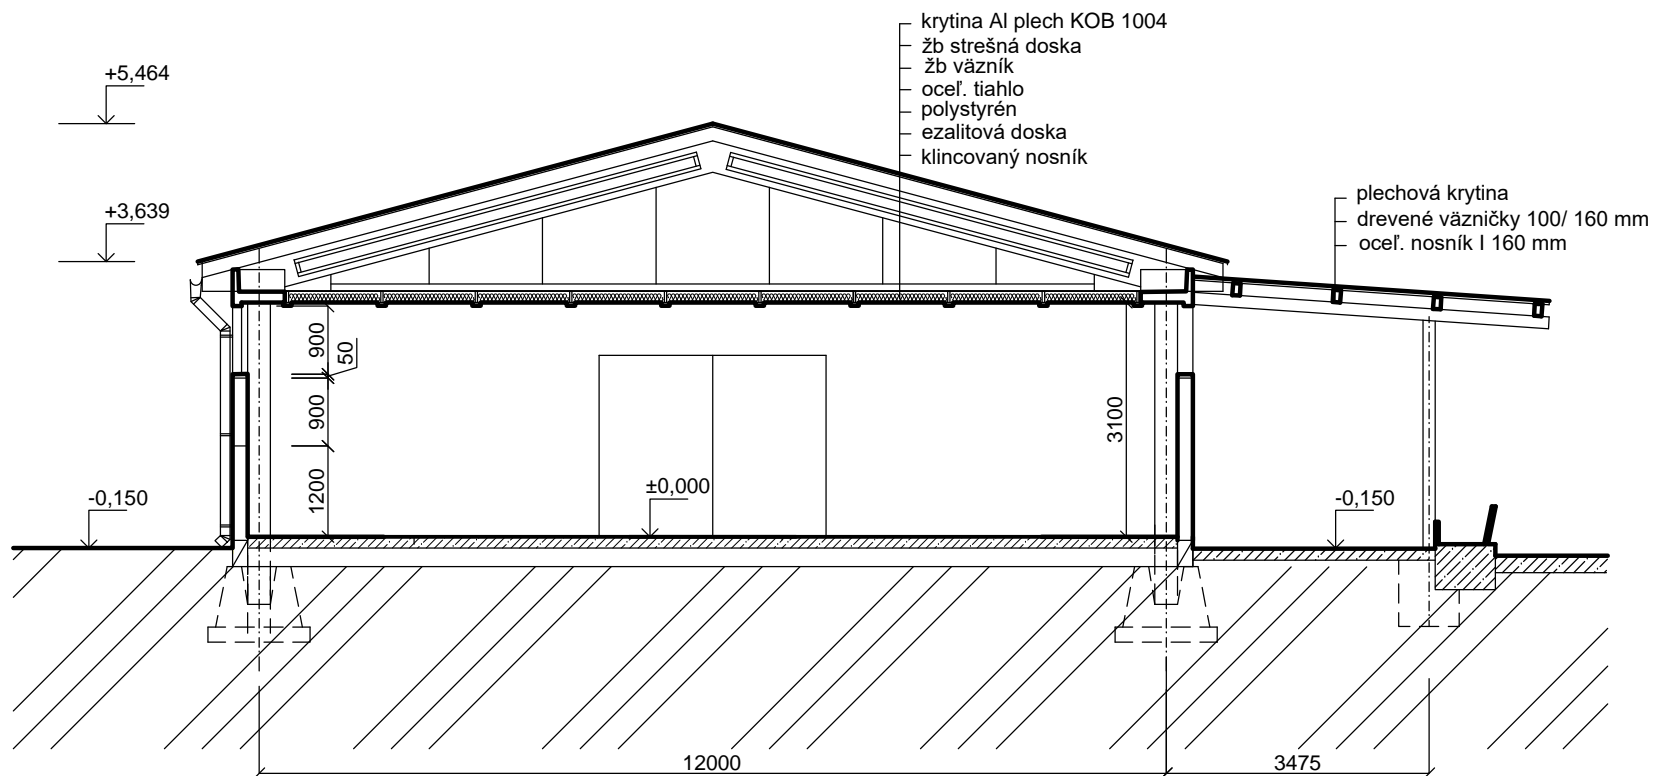 krytina Al plech KOB 1004
žb strešná doska
žb väzník
oceľ. tiahlo
polystyrén
ezalitová doska
klincovaný nosník
+5,464
+3,639
plechová krytina
drevené väzničky 100/ 160 mm
oceľ. nosník I 160 mm
900
50
900
3100
1200
-0,150
±0,000
-0,150
12000
3475